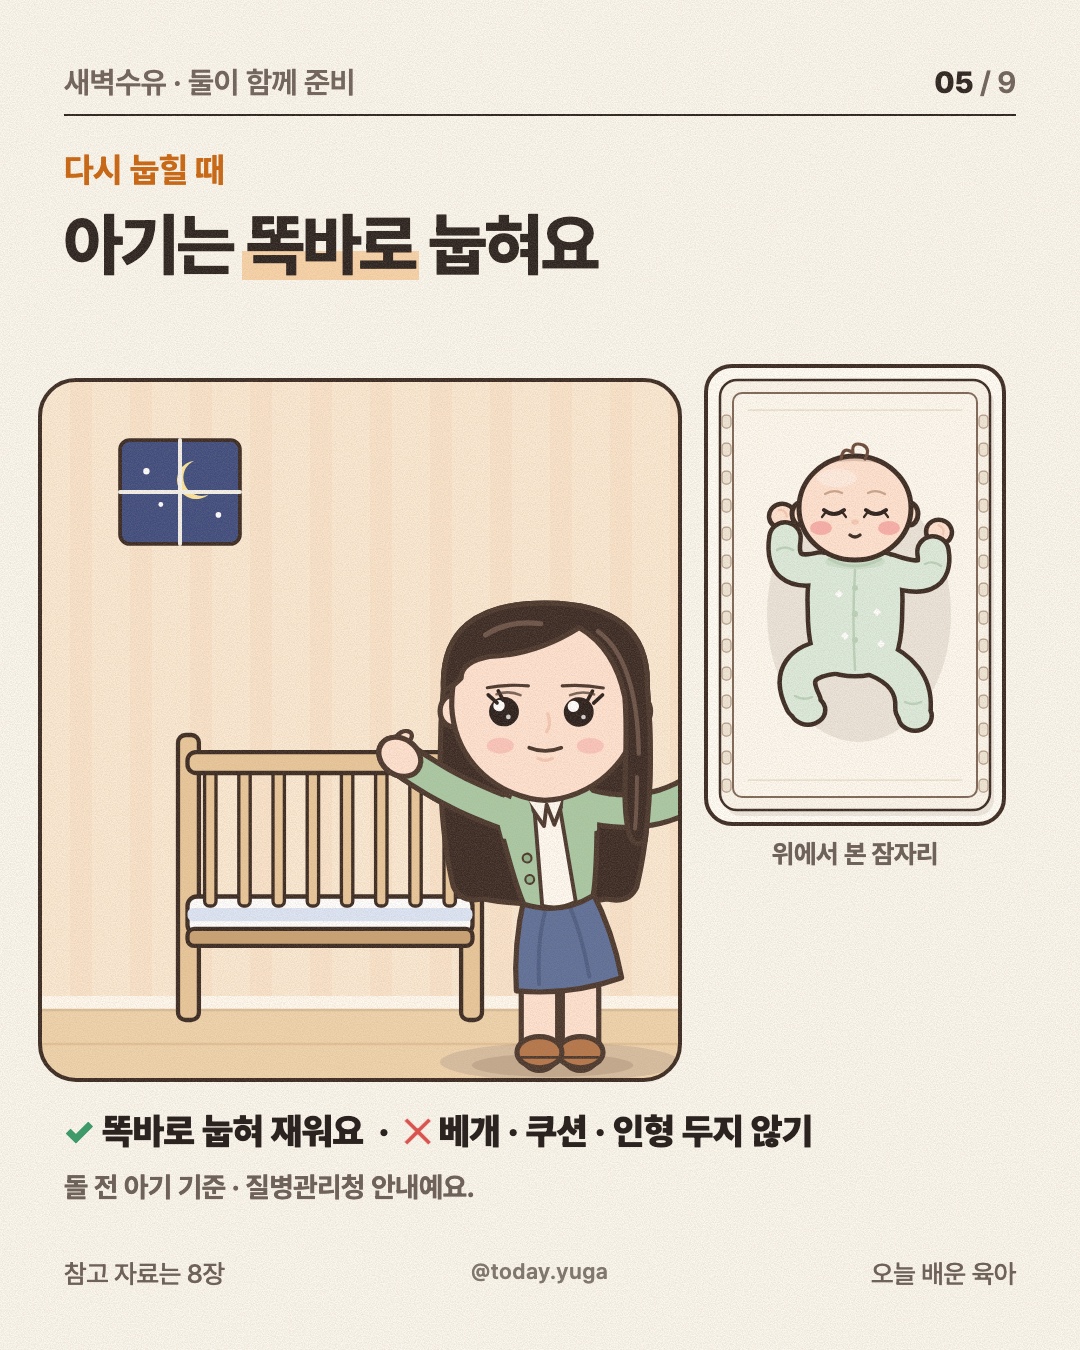 새벽수유 · 둘이 함께 준비
05 / 9
다시 눕힐 때
아기는 똑바로 눕혀요
위에서 본 잠자리
✔ 똑바로 눕혀 재워요 · ✕ 베개 · 쿠션 · 인형 두지 않기
돌 전 아기 기준 · 질병관리청 안내예요.
참고 자료는 8장
@today.yuga
오늘 배운 육아